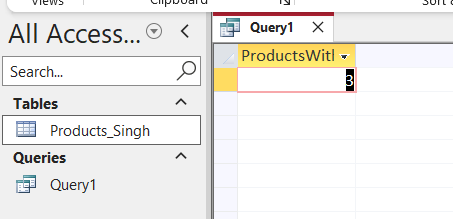 Views
Clipboard
Sort &
All Access...
Search...
Tables
Products_Singh
Queries
Query1
Query1
ProductsWitl
3